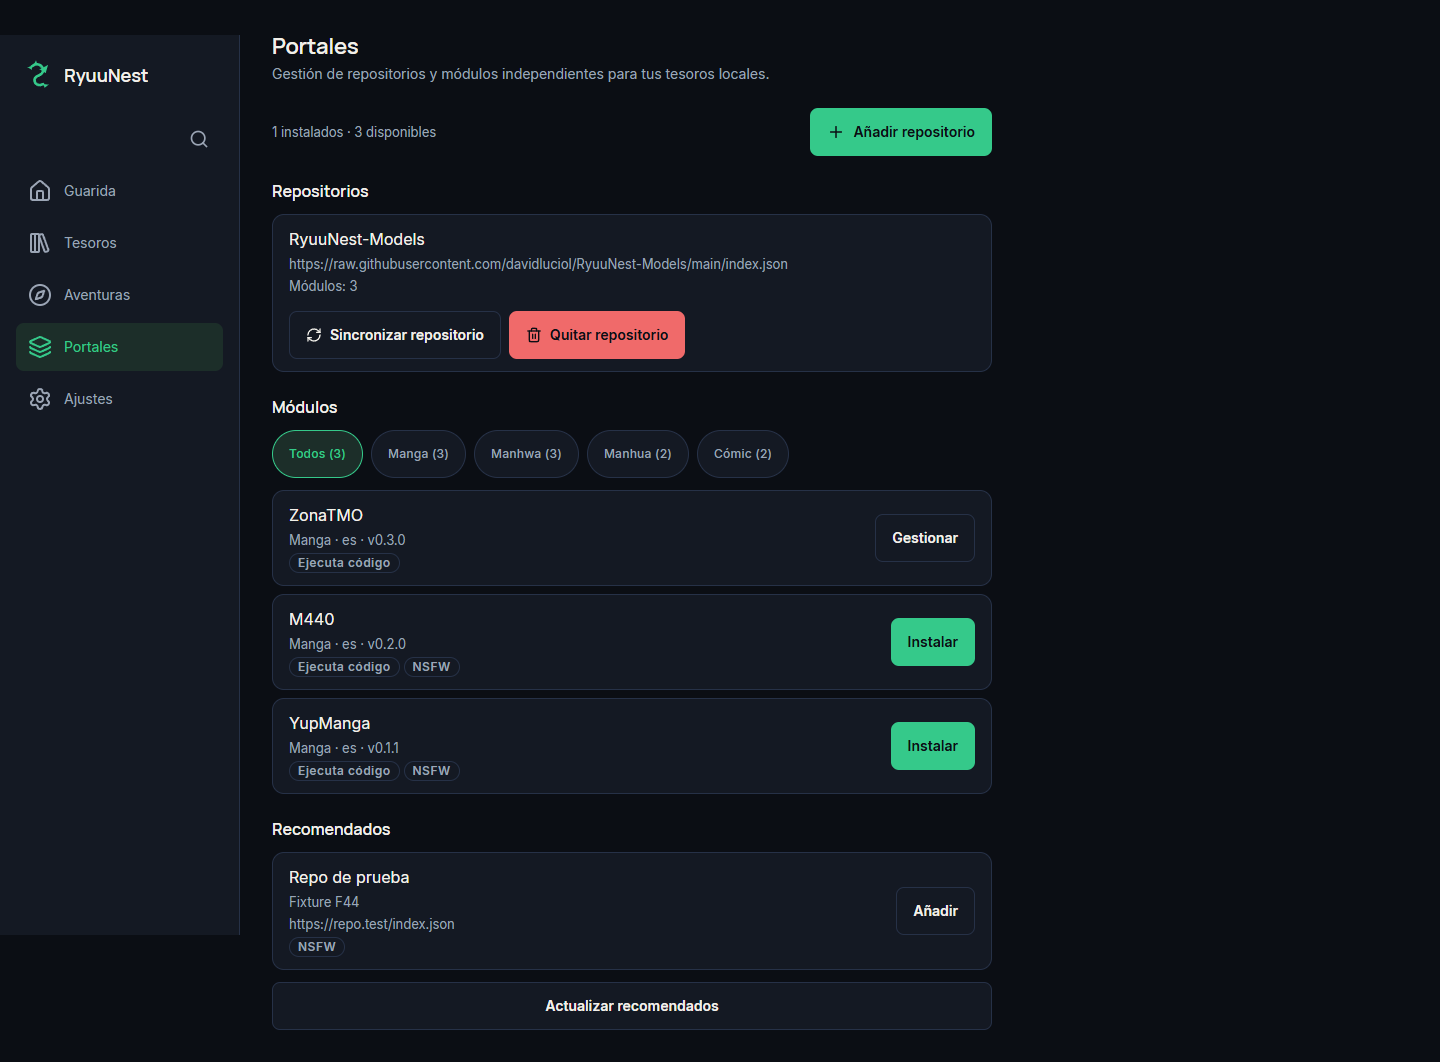 RyuuNest
Guarida
Tesoros
Aventuras
Portales
Ajustes
Portales
Gestión de repositorios y módulos independientes para tus tesoros locales.
1 instalados · 3 disponibles
Añadir repositorio
Repositorios
RyuuNest-Models
https://raw.githubusercontent.com/davidluciol/RyuuNest-Models/main/index.json
Módulos: 3
Sincronizar repositorio
Quitar repositorio
Módulos
Todos (3)
Manga (3)
Manhwa (3)
Manhua (2)
Cómic (2)
ZonaTMO
Manga · es · v0.3.0
Ejecuta código
Gestionar
M440
Manga · es · v0.2.0
Ejecuta código
NSFW
Instalar
YupManga
Manga · es · v0.1.1
Ejecuta código
NSFW
Instalar
Recomendados
Repo de prueba
Fixture F44
https://repo.test/index.json
NSFW
Añadir
Actualizar recomendados